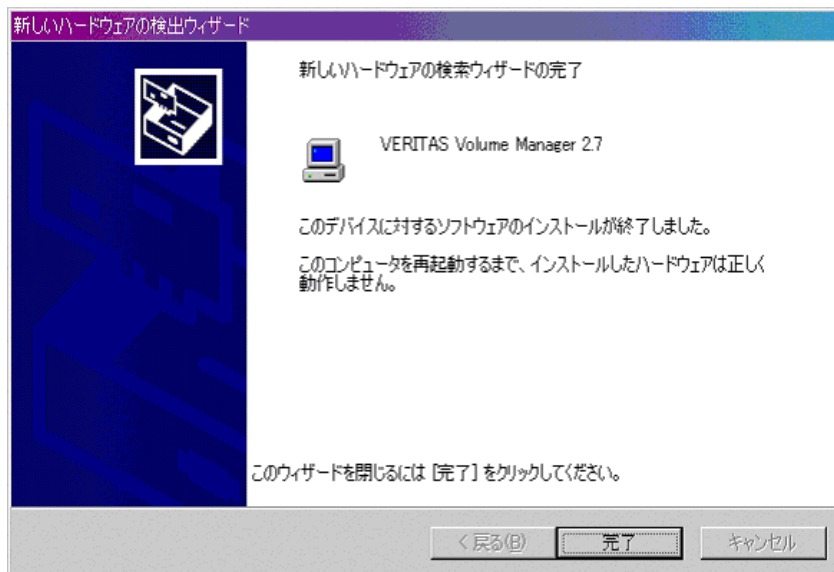 新しいハードウェアの検出ウィザード
新しいハードウェアの検索ウィザードの完了
VERITAS Volume Manager 2.7
このデバイスに対するソフトウェアのインストールが終了しました。
このコンピュータを再起動するまで、インストールしたハードウェアは正しく
動作しません。
このウィザードを閉じるには [完了] をクリックしてください。
< 戻る(B)
完了
キャンセル